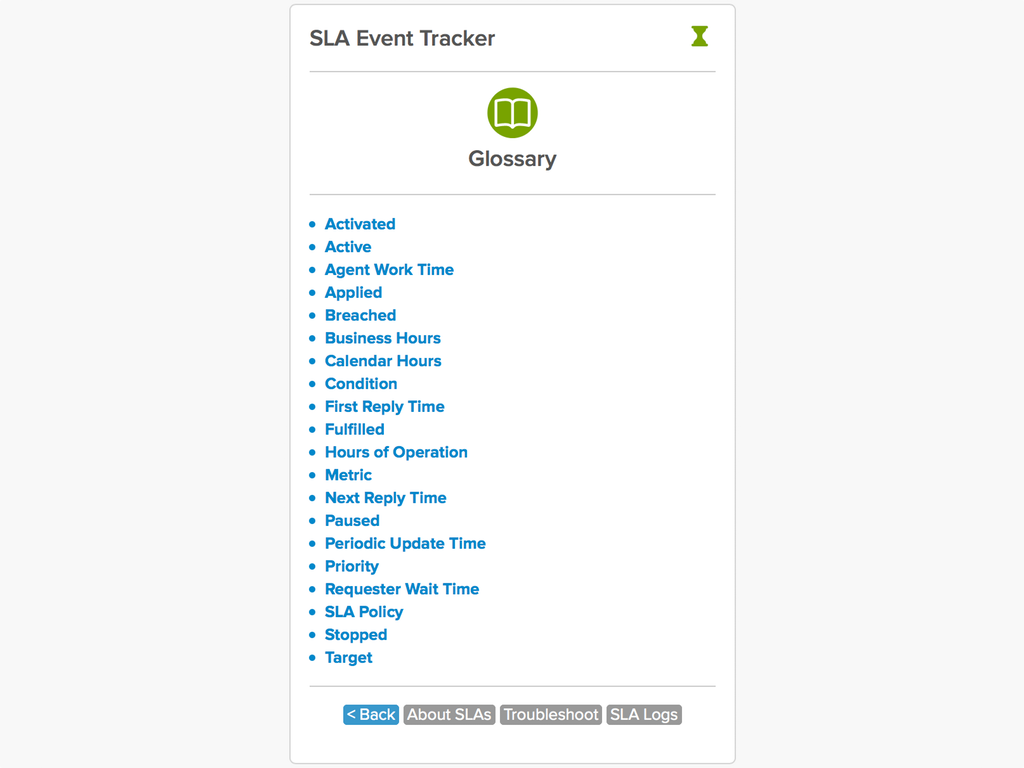 SLA Event Tracker
Glossary
Activated
Active
Agent Work Time
Applied
Breached
Business Hours
Calendar Hours
Condition
First Reply Time
Fulfilled
Hours of Operation
Metric
Next Reply Time
Paused
Periodic Update Time
Priority
Requester Wait Time
SLA Policy
Stopped
Target
< Back About SLAs Troubleshoot SLA Logs